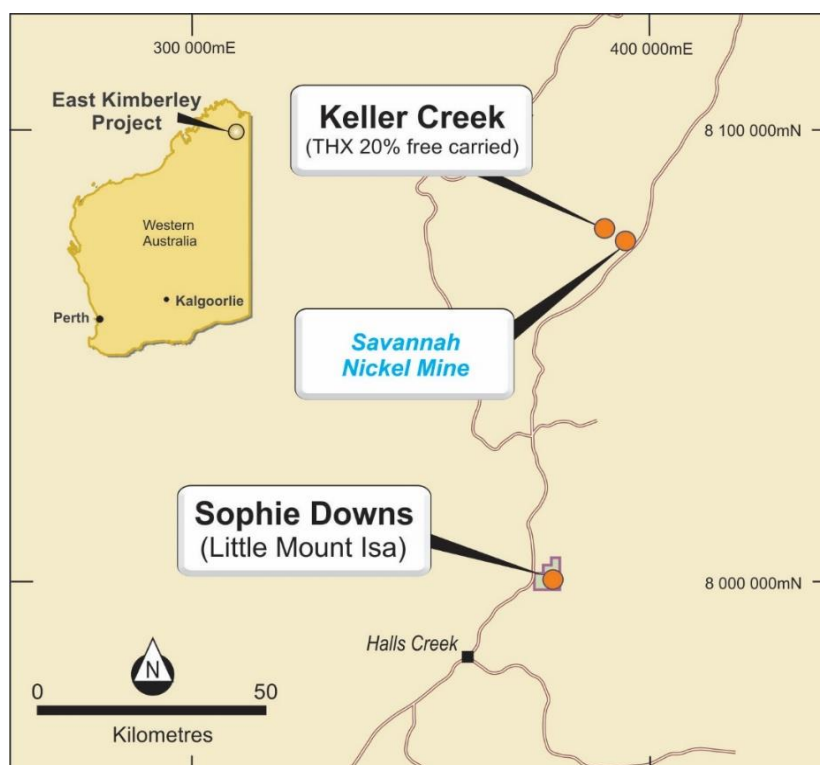 300 000mE
400 000mE
East Kimberley
Project
Keller Creek
(THX 20% free carried)
8 100 000mN
Western
Australia
Kalgoorlie
Perth
Savannah
Nickel Mine
Sophie Downs
(Little Mount Isa)
8 000 000mN
Halls Creek
N
0
50
Kilometres